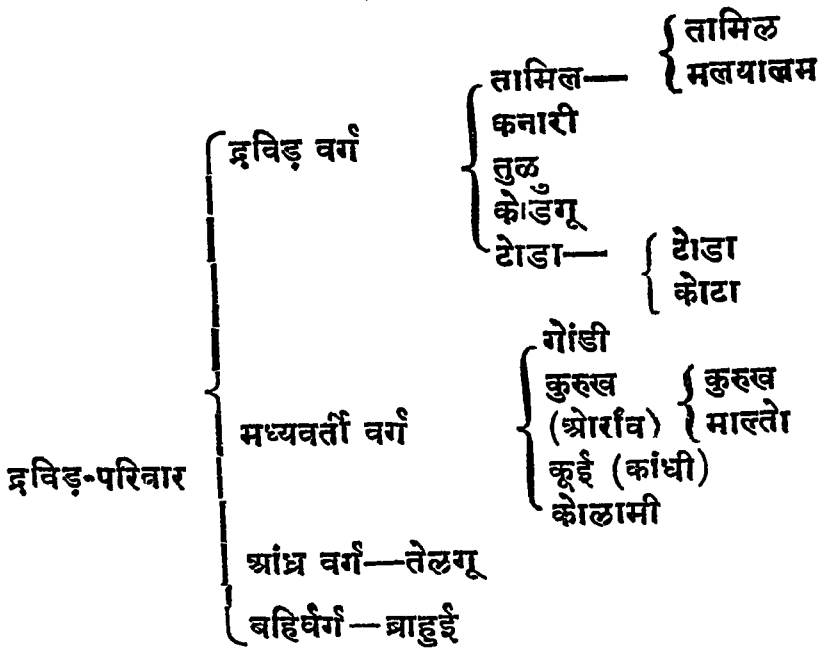 तामिल
मलयालम
तामिल—
कनारी
तुळु
कोडगू
टोडा—
टोडा
कोटा
द्रविड़ वर्ग
गोंडी
कुरुख
(ओराँव)
कुरुख
माल्तो
कूई (कांधी)
कोलामी
मध्यवर्ती वर्ग
द्रविड़-परिवार
आंध्र वर्ग—तेलगू
बहिर्वर्ग—ब्राहुई